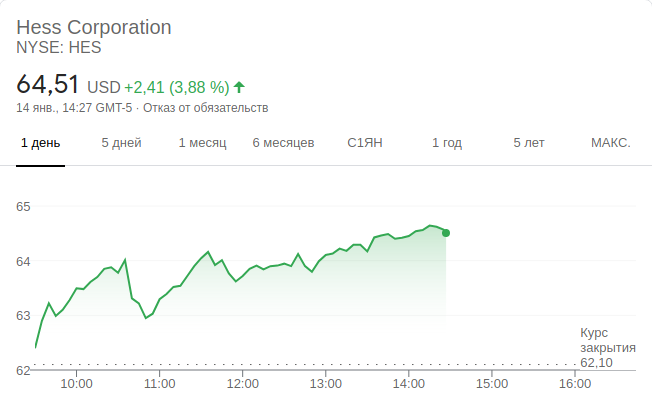 Hess Corporation
NYSE: HES
64,51 USD +2,41 (3,88 %)
14 янв., 14:27 GMT-5 · Отказ от обязательств
1 день 5 дней 1 месяц 6 месяцев С1ЯН 1 год 5 лет МАКС.
65
64
63
62
Курс
закрытия
62,10
10:00 11:00 12:00 13:00 14:00 15:00 16:00